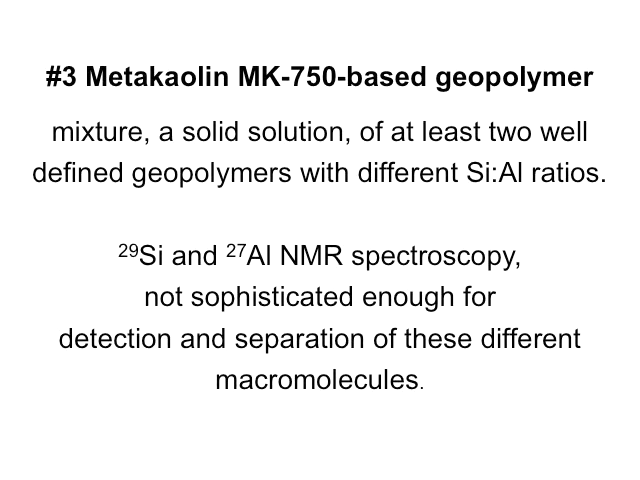 #3 Metakaolin MK-750-based geopolymer
mixture, a solid solution, of at least two well
defined geopolymers with different Si:Al ratios.
²⁹Si and ²⁷Al NMR spectroscopy,
not sophisticated enough for
detection and separation of these different
macromolecules.